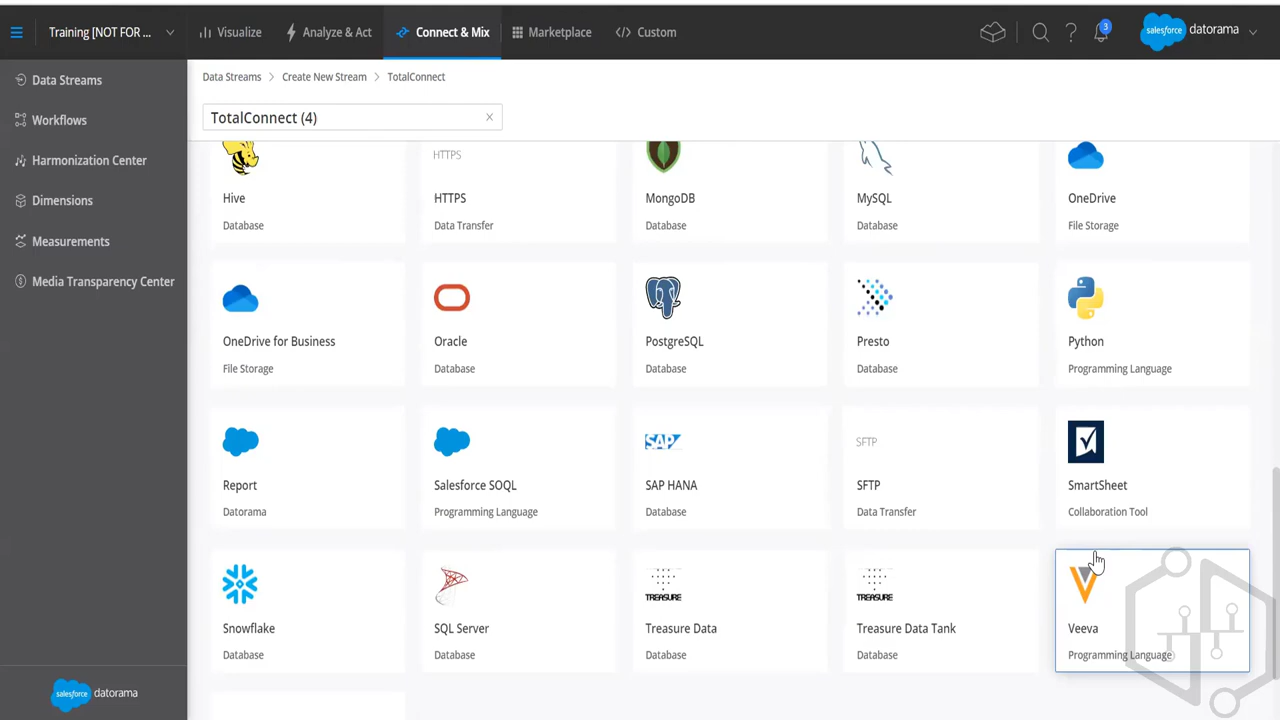 Training [NOT FOR ...
Visualize
Analyze & Act
Connect & Mix
Marketplace
Custom
3
salesforce
datorama
Data Streams
Workflows
Harmonization Center
Dimensions
Measurements
Media Transparency Center
salesforce
datorama
Data Streams > Create New Stream > TotalConnect
TotalConnect (4)
HTTPS
Hive
HTTPS
MongoDB
MySQL
OneDrive
Database
Data Transfer
Database
Database
File Storage
OneDrive for Business
Oracle
PostgreSQL
Presto
Python
File Storage
Database
Database
Database
Programming Language
SAP
SFTP
Report
Salesforce SOQL
SAP HANA
SFTP
SmartSheet
Datorama
Programming Language
Database
Data Transfer
Collaboration Tool
TREASURE
TREASURE
Snowflake
SQL Server
Treasure Data
Treasure Data Tank
Veeva
Database
Database
Database
Database
Programming Language